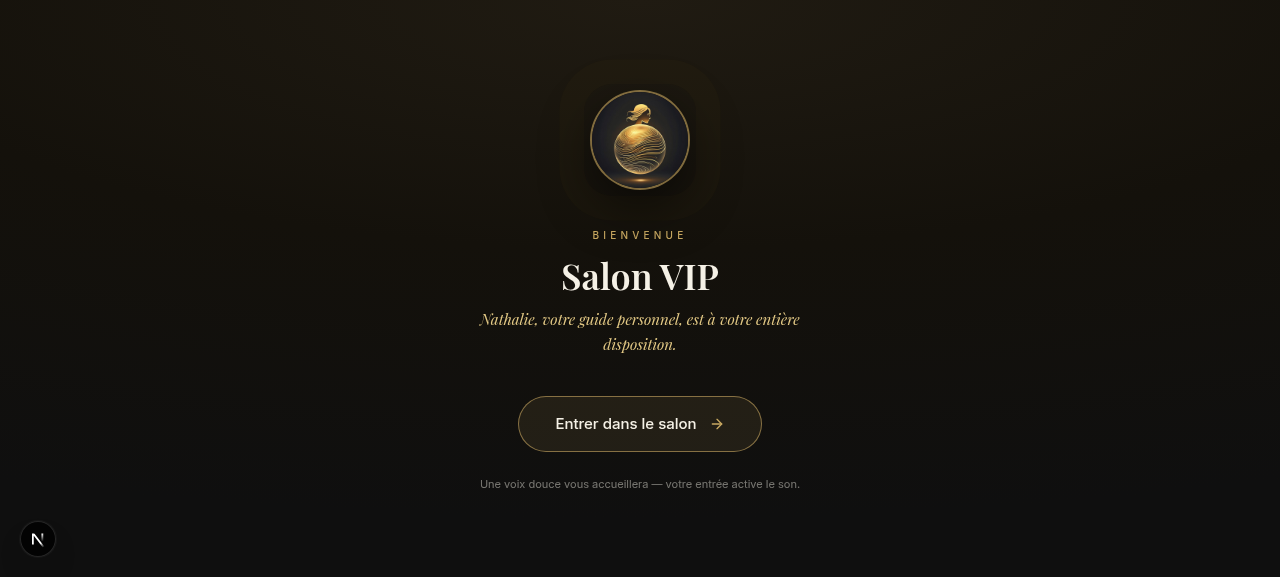 BIENVENUE
Salon VIP
Nathalie, votre guide personnel, est à votre entière
disposition.
Entrer dans le salon →
Une voix douce vous accueillera — votre entrée active le son.
N